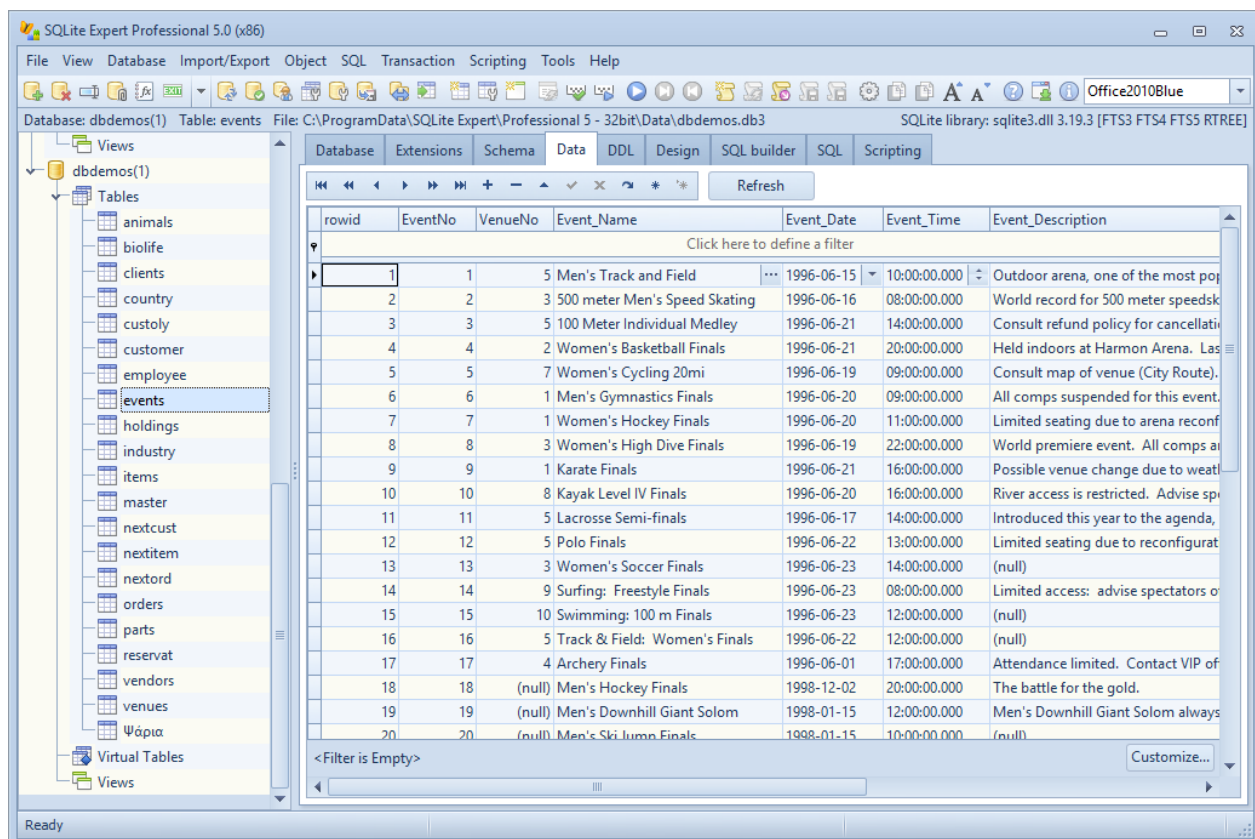 SQLite Expert Professional 5.0 (x86)
File View Database Import/Export Object SQL Transaction Scripting Tools Help
Office2010Blue
Database: dbdemos(1) Table: events File: C:\ProgramData\SQLite Expert\Professional 5 - 32bit\Data\dbdemos.db3 SQLite library: sqlite3.dll 3.19.3 [FTS3 FTS4 FTS5 RTREE]
Views
dbdemos(1)
Tables
animals
biolife
clients
country
custoly
customer
employee
events
holdings
industry
items
master
nextcust
nextitem
nextord
orders
parts
reservat
vendors
venues
Ψάρια
Virtual Tables
Views
Database Extensions Schema Data DDL Design SQL builder SQL Scripting
Refresh
rowid EventNo VenueNo Event_Name Event_Date Event_Time Event_Description
Click here to define a filter
1 1 5 Men's Track and Field ... 1996-06-15 10:00:00.000 Outdoor arena, one of the most pop
2 2 3 500 meter Men's Speed Skating 1996-06-16 08:00:00.000 World record for 500 meter speedsk
3 3 5 100 Meter Individual Medley 1996-06-21 14:00:00.000 Consult refund policy for cancellati
4 4 2 Women's Basketball Finals 1996-06-21 20:00:00.000 Held indoors at Harmon Arena. Las
5 5 7 Women's Cycling 20mi 1996-06-19 09:00:00.000 Consult map of venue (City Route).
6 6 1 Men's Gymnastics Finals 1996-06-20 09:00:00.000 All comps suspended for this event.
7 7 1 Women's Hockey Finals 1996-06-20 11:00:00.000 Limited seating due to arena reconf
8 8 3 Women's High Dive Finals 1996-06-19 22:00:00.000 World premiere event. All comps ar
9 9 1 Karate Finals 1996-06-21 16:00:00.000 Possible venue change due to weatl
10 10 8 Kayak Level IV Finals 1996-06-20 16:00:00.000 River access is restricted. Advise spe
11 11 5 Lacrosse Semi-finals 1996-06-17 14:00:00.000 Introduced this year to the agenda,
12 12 5 Polo Finals 1996-06-22 13:00:00.000 Limited seating due to reconfigurat
13 13 3 Women's Soccer Finals 1996-06-23 14:00:00.000 (null)
14 14 9 Surfing: Freestyle Finals 1996-06-23 08:00:00.000 Limited access: advise spectators o
15 15 10 Swimming: 100 m Finals 1996-06-23 12:00:00.000 (null)
16 16 5 Track & Field: Women's Finals 1996-06-22 12:00:00.000 (null)
17 17 4 Archery Finals 1996-06-01 17:00:00.000 Attendance limited. Contact VIP of
18 18 (null) Men's Hockey Finals 1998-12-02 20:00:00.000 The battle for the gold.
19 19 (null) Men's Downhill Giant Solom 1998-01-15 12:00:00.000 Men's Downhill Giant Solom always
20 20 (null) Men's Ski Jump Finals 1998-01-15 10:00:00.000 (null)
<Filter is Empty> Customize...
Ready